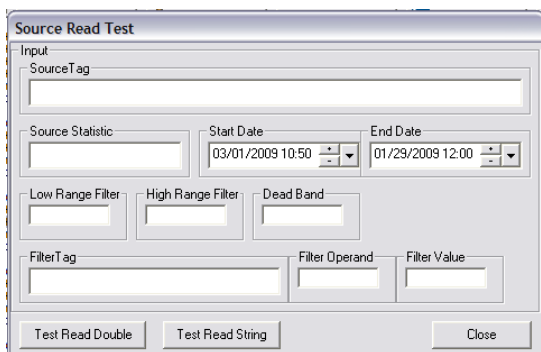 Source Read Test
Input
SourceTag
Source Statistic
Start Date
End Date
03/01/2009 10:50
01/29/2009 12:00
Low Range Filter
High Range Filter
Dead Band
FilterTag
Filter Operand
Filter Value
Test Read Double
Test Read String
Close